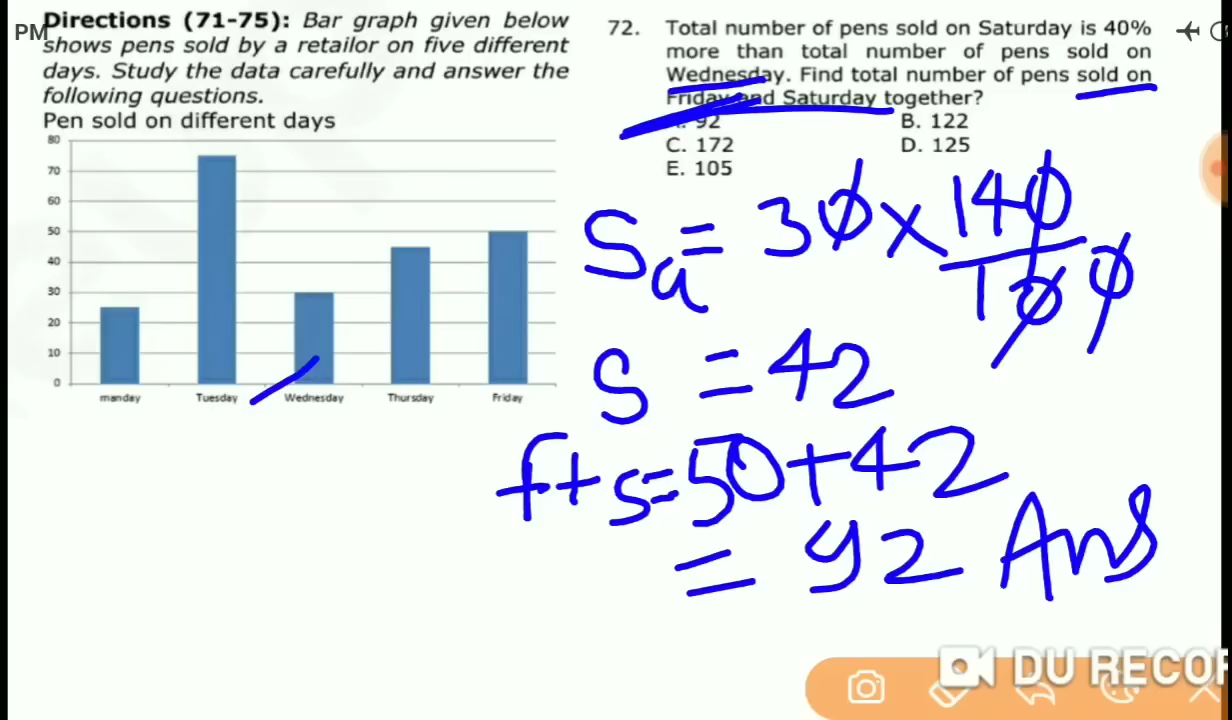 PM
Directions (71-75): Bar graph given below
shows pens sold by a retailor on five different
days. Study the data carefully and answer the
following questions.
Pen sold on different days
80
70
60
50
40
30
20
10
0
manday Tuesday Wednesday Thursday Friday
72. Total number of pens sold on Saturday is 40%
more than total number of pens sold on
Wednesday. Find total number of pens sold on
Friday and Saturday together?
A. 92 B. 122
C. 172 D. 125
E. 105
Sa = 30 × 140
100
S = 42
f+s=50+42
= 92 Ans
DU RECOR